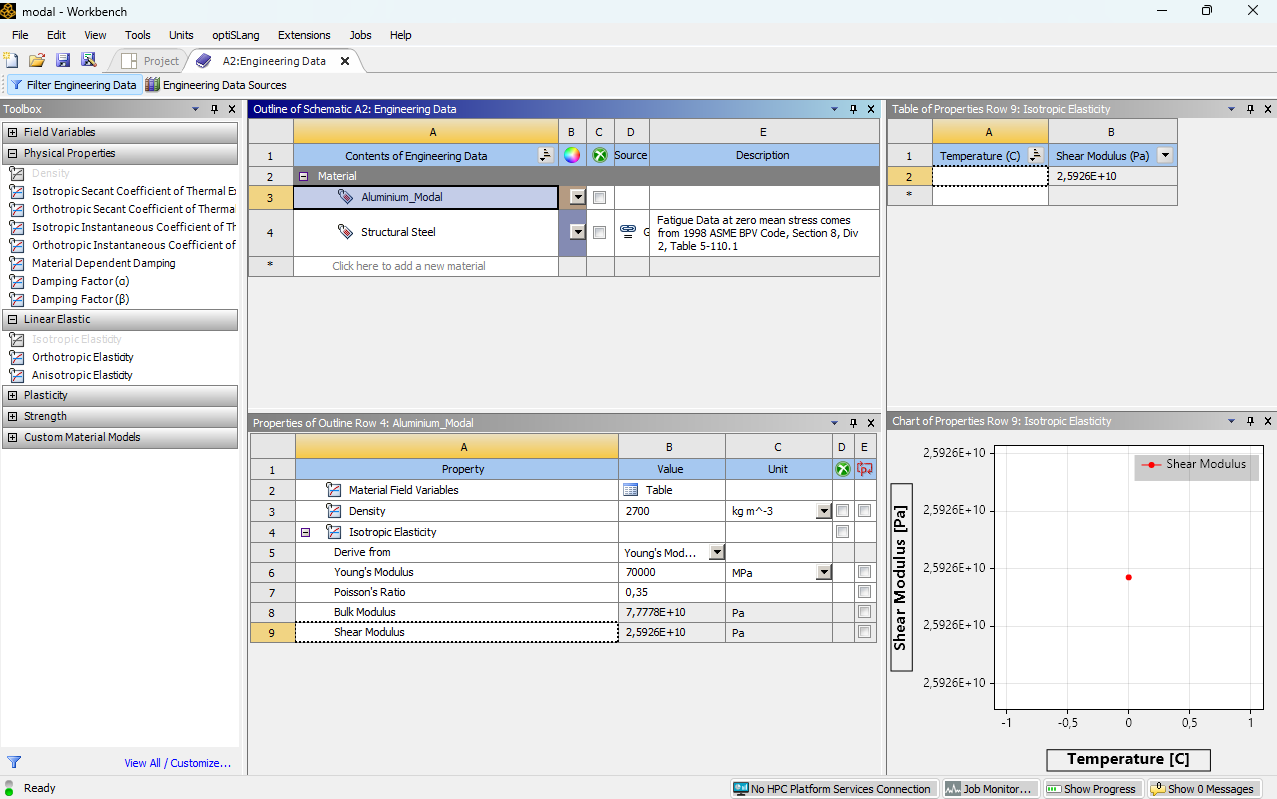 modal - Workbench
File Edit View Tools Units optiSLang Extensions Jobs Help
Project A2:Engineering Data
Filter Engineering Data Engineering Data Sources
Toolbox
Field Variables
Physical Properties
Density
Isotropic Secant Coefficient of Thermal E
Orthotropic Secant Coefficient of Therma
Isotropic Instantaneous Coefficient of Th
Orthotropic Instantaneous Coefficient of
Material Dependent Damping
Damping Factor (α)
Damping Factor (β)
Linear Elastic
Isotropic Elasticity
Orthotropic Elasticity
Anisotropic Elasticity
Plasticity
Strength
Custom Material Models
View All / Customize...
Outline of Schematic A2: Engineering Data
A B C D E
1 Contents of Engineering Data Source Description
2 Material
3 Aluminium_Modal
4 Structural Steel Fatigue Data at zero mean stress comes
from 1998 ASME BPV Code, Section 8, Div
2, Table 5-110.1
* Click here to add a new material
Properties of Outline Row 4: Aluminium_Modal
A B C D E
1 Property Value Unit
2 Material Field Variables Table
3 Density 2700 kg m^-3
4 Isotropic Elasticity
5 Derive from Young's Mod...
6 Young's Modulus 70000 MPa
7 Poisson's Ratio 0,35
8 Bulk Modulus 7,7778E+10 Pa
9 Shear Modulus 2,5926E+10 Pa
Table of Properties Row 9: Isotropic Elasticity
A B
1 Temperature (C) Shear Modulus (Pa)
2 2,5926E+10
*
Chart of Properties Row 9: Isotropic Elasticity
Shear Modulus
2,5926E+10
2,5926E+10
2,5926E+10
2,5926E+10
2,5926E+10
Shear Modulus [Pa]
-1 -0,5 0 0,5 1
Temperature [C]
Ready No HPC Platform Services Connection Job Monitor... Show Progress Show 0 Messages